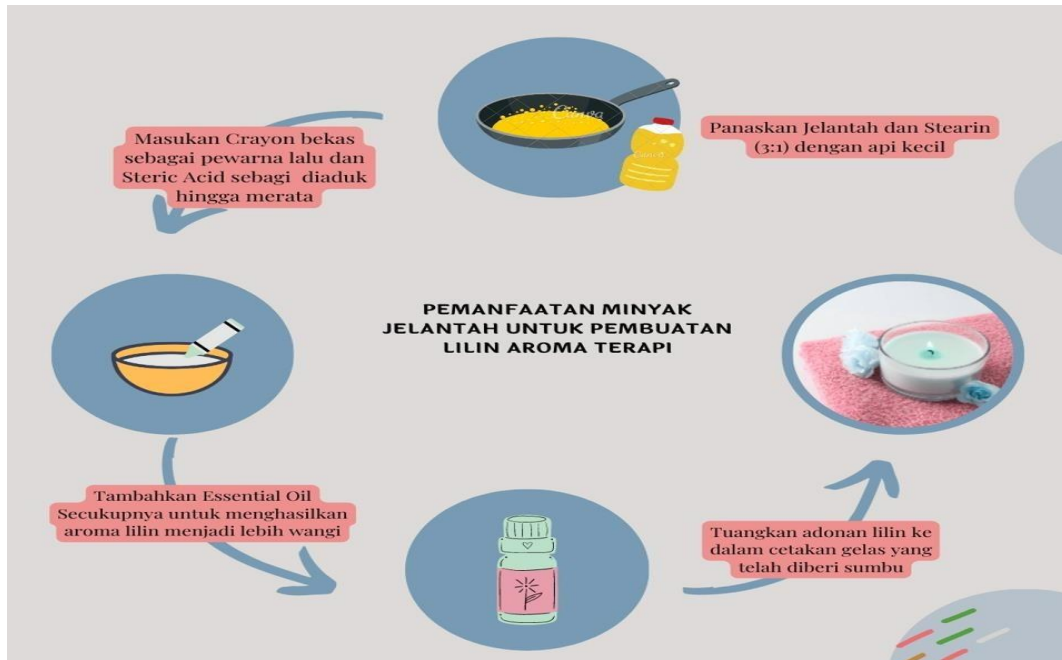 Panaskan Jelantah dan Stearin
(3:1) dengan api kecil
Masukan Crayon bekas
sebagai pewarna lalu dan
Steric Acid sebagi diaduk
hingga merata
PEMANFAATAN MINYAK
JELANTAH UNTUK PEMBUATAN
LILIN AROMA TERAPI
Tambahkan Essential Oil
Secukupnya untuk menghasilkan
aroma lilin menjadi lebih wangi
Tuangkan adonan lilin ke
dalam cetakan gelas yang
telah diberi sumbu
Canva